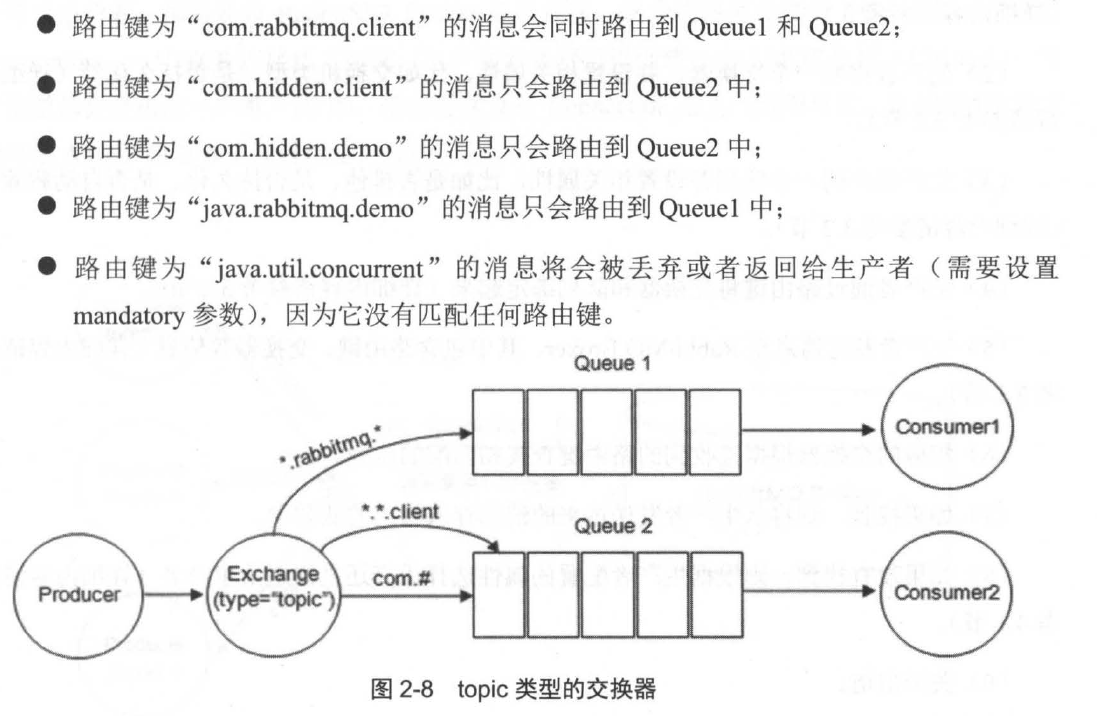 ● 路由键为“com.rabbitmq.client”的消息会同时路由到 Queue1 和 Queue2；
● 路由键为“com.hidden.client”的消息只会路由到 Queue2 中；
● 路由键为“com.hidden.demo”的消息只会路由到 Queue2 中；
● 路由键为“java.rabbitmq.demo”的消息只会路由到 Queue1 中；
● 路由键为“java.util.concurrent”的消息将会被丢弃或者返回给生产者（需要设置
mandatory 参数），因为它没有匹配任何路由键。
Queue 1
*.rabbitmq.*
Consumer1
*.*.client
Queue 2
Producer
Exchange
(type="topic")
com.#
Consumer2
图 2-8 topic 类型的交换器